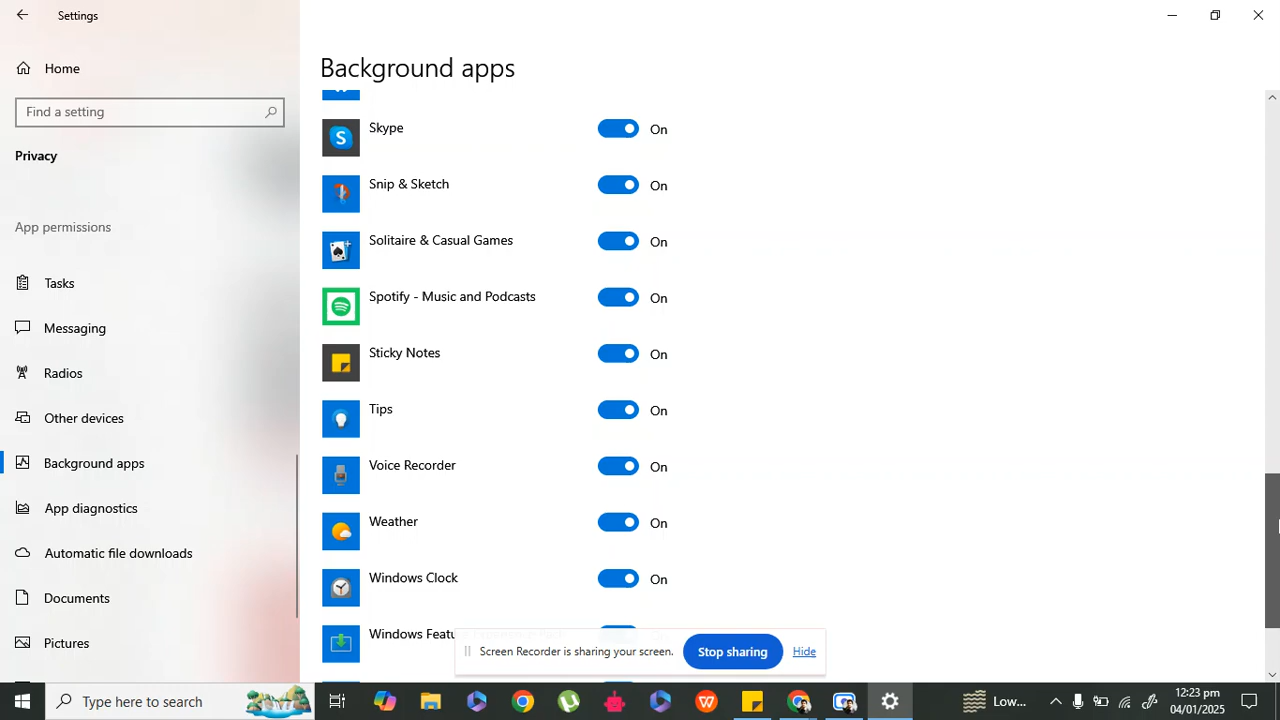 Settings
Home
Find a setting
Privacy
App permissions
Tasks
Messaging
Radios
Other devices
Background apps
App diagnostics
Automatic file downloads
Documents
Pictures
Background apps
Skype On
Snip & Sketch On
Solitaire & Casual Games On
Spotify - Music and Podcasts On
Sticky Notes On
Tips On
Voice Recorder On
Weather On
Windows Clock On
Windows
Screen Recorder is sharing your screen. Stop sharing Hide
Type here to search
Low...
12:23 pm
04/01/2025